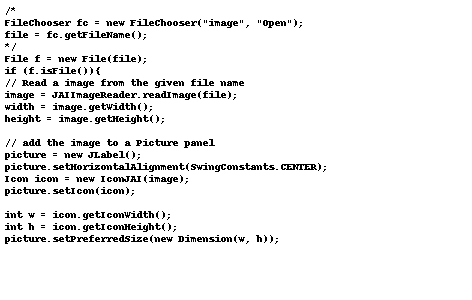 /*
FileChooser fc = new FileChooser("image", "Open");
file = fc.getFileName();
*/
File f = new File(file);
if (f.isFile()){
// Read a image from the given file name
image = JAIImageReader.readImage(file);
width = image.getWidth();
height = image.getHeight();

// add the image to a Picture panel
picture = new JLabel();
picture.setHorizontalAlignment(SwingConstants.CENTER);
Icon icon = new IconJAI(image);
picture.setIcon(icon);

int w = icon.getIconWidth();
int h = icon.getIconHeight();
picture.setPreferredSize(new Dimension(w, h));